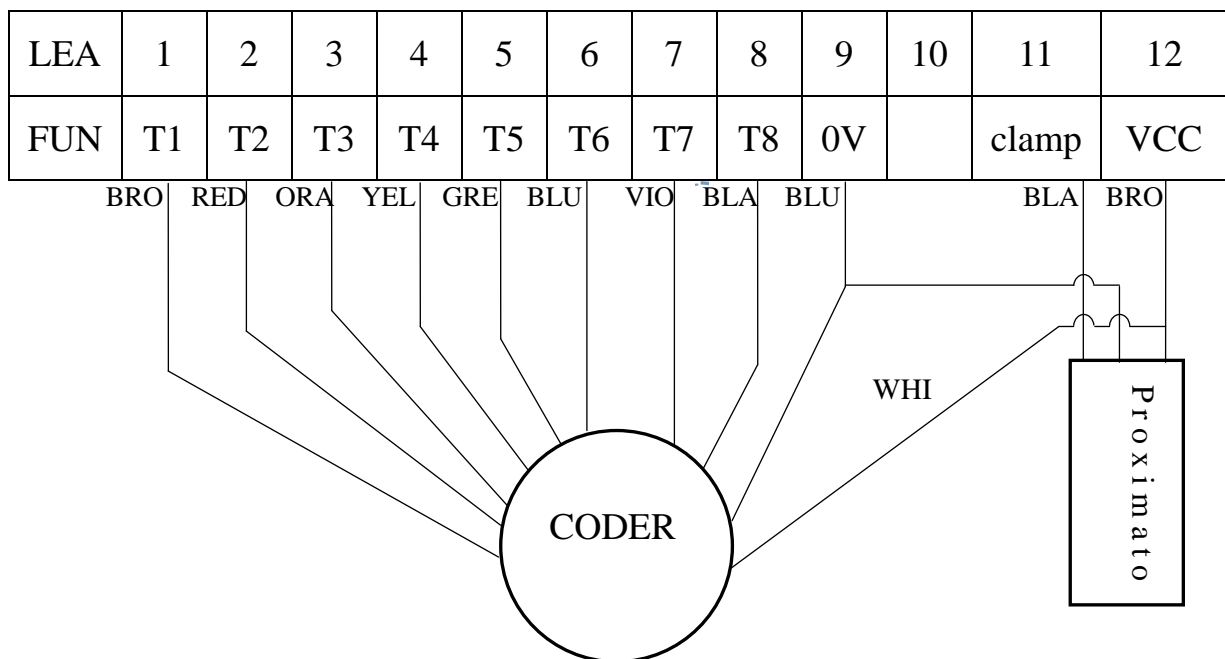 LEA 1 2 3 4 5 6 7 8 9 10 11 12
FUN T1 T2 T3 T4 T5 T6 T7 T8 0V clamp VCC
BRO RED ORA YEL GRE BLU VIO BLA BLU BLA BRO
WHI
Proximato
CODER